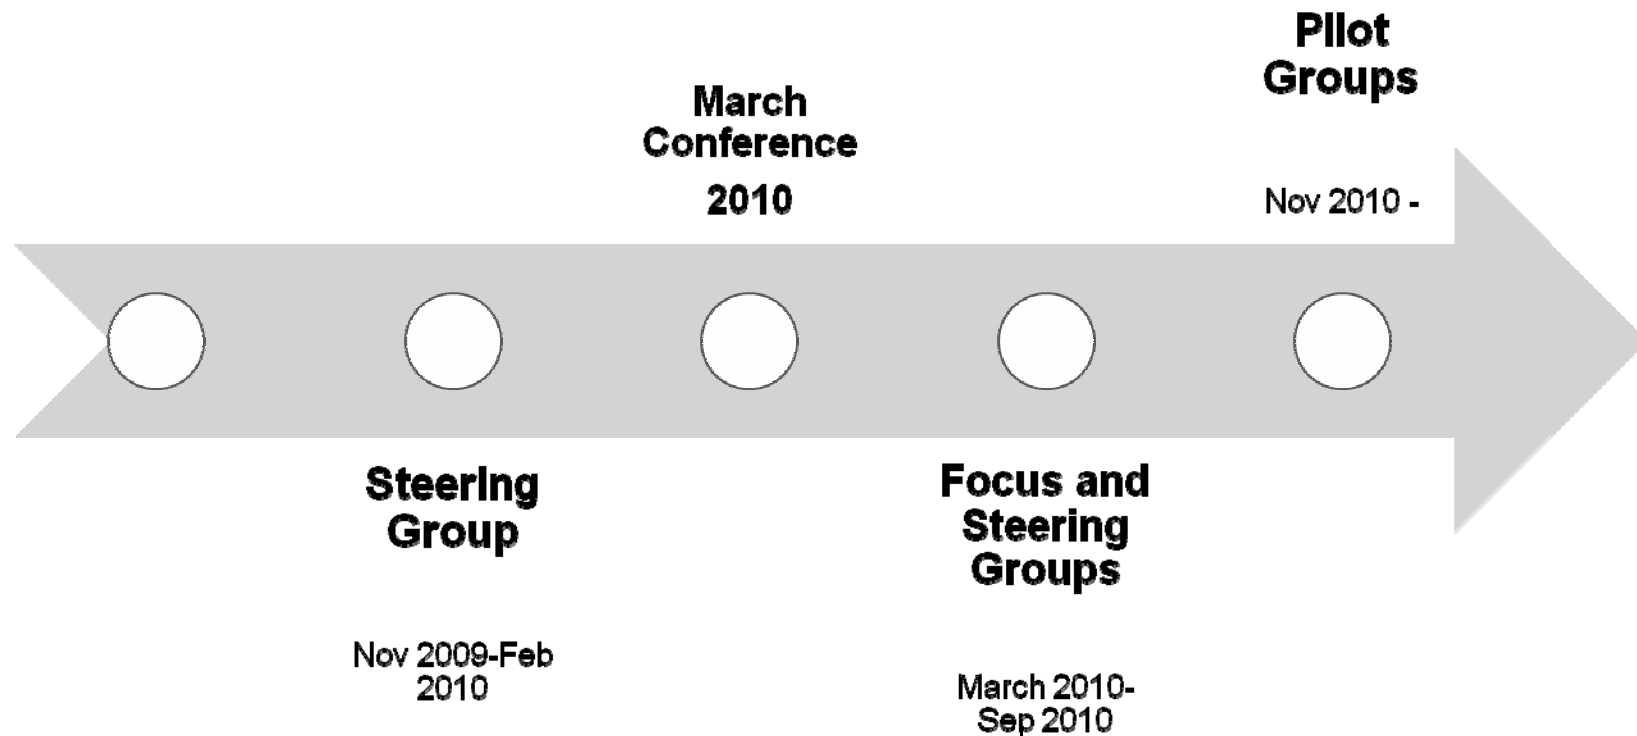 Pilot
Groups
Nov 2010 -
March
Conference
2010
Steering
Group
Nov 2009-Feb
2010
Focus and
Steering
Groups
March 2010-
Sep 2010